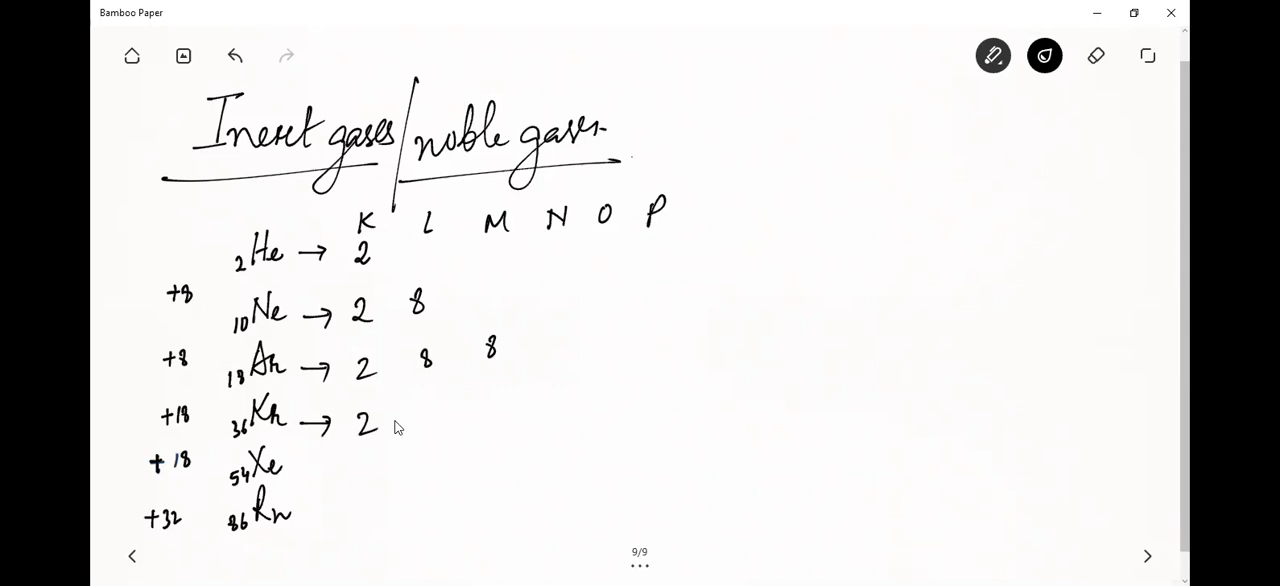 Bamboo Paper
Inert gases / noble gases
K L M N O P
2He → 2
+8 10Ne → 2 8
+8 18Ar → 2 8 8
+18 36Kr → 2
+18 54Xe
+32 86Rn
9/9